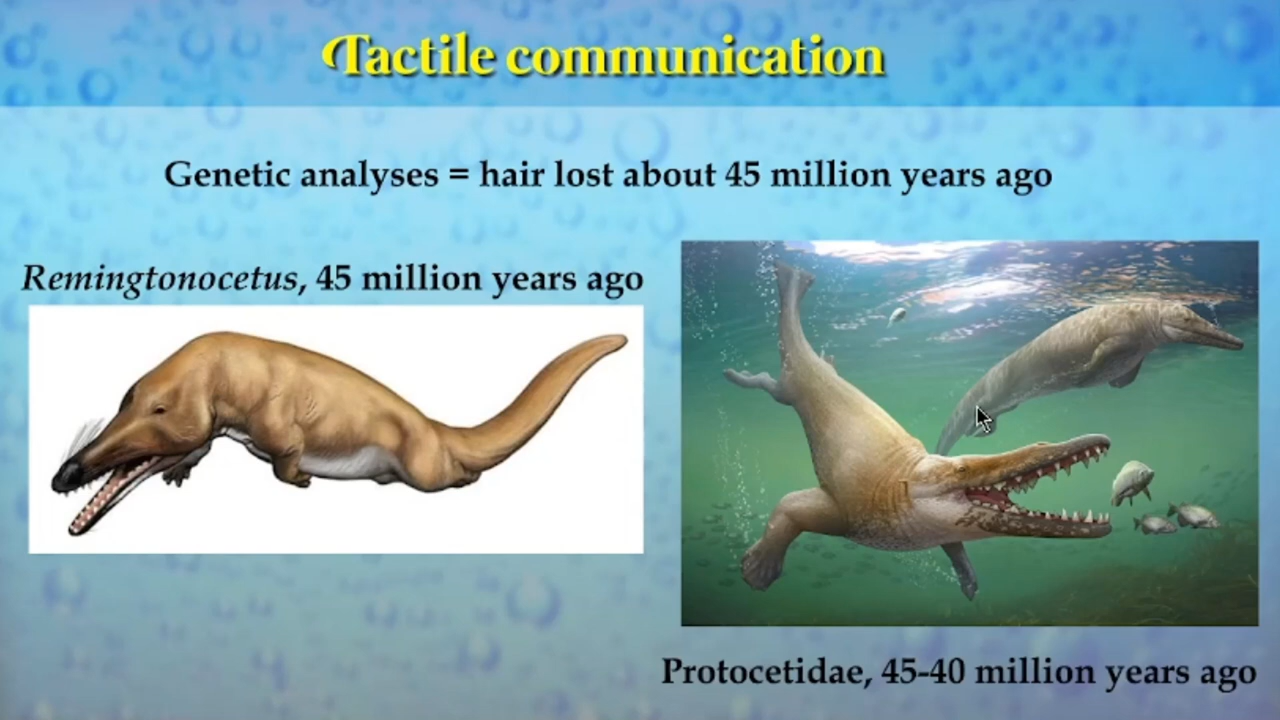 Tactile communication
Genetic analyses = hair lost about 45 million years ago
Remingtonocetus, 45 million years ago
Protocetidae, 45-40 million years ago